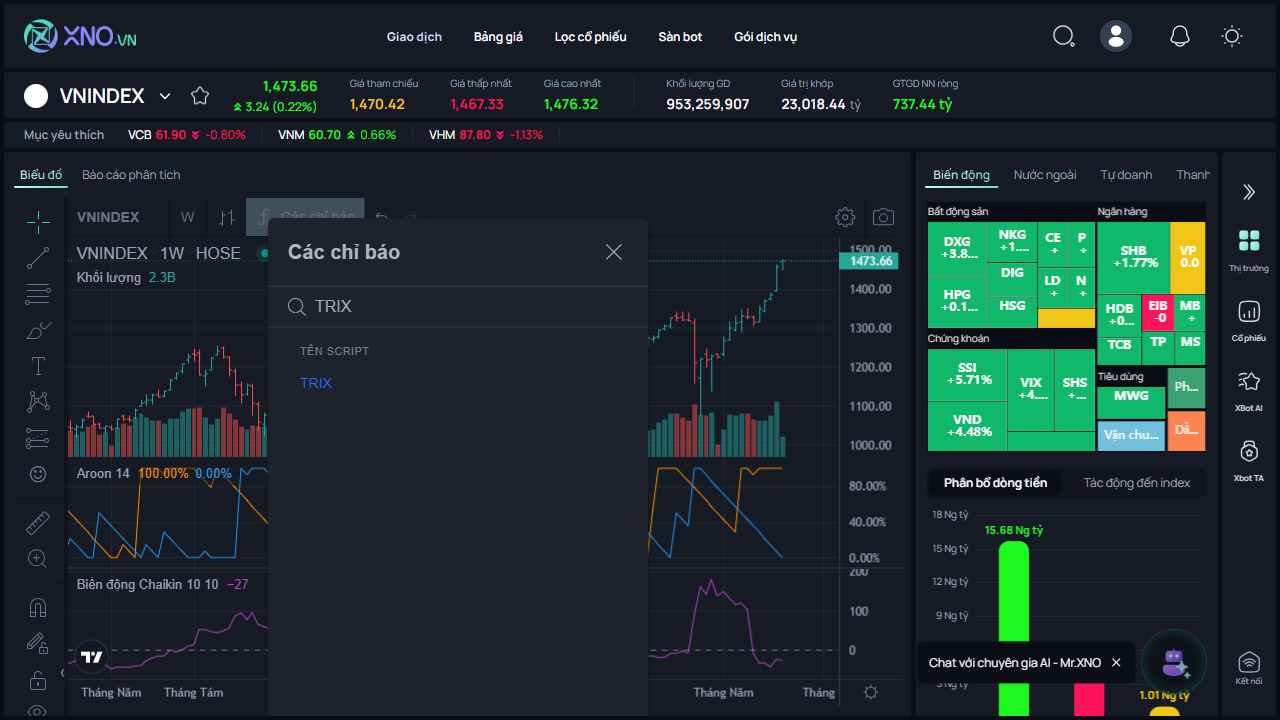 XNO.VN
Giao dịch
Bảng giá
Lọc cổ phiếu
Sàn bot
Gói dịch vụ
VNINDEX
1,473.66
3.24 (0.22%)
Giá tham chiếu
1,470.42
Giá thấp nhất
1,467.33
Giá cao nhất
1,476.32
Khối lượng GD
953,259,907
Giá trị khớp
23,018.44 tỷ
GTGD NN ròng
737.44 tỷ
Mục yêu thích
VCB 61.90 -0.80%
VNM 60.70 0.66%
VHM 87.80 -1.13%
Biểu đồ
Báo cáo phân tích
VNINDEX
W
Các chỉ báo
VNINDEX · 1W · HOSE
Khối lượng 2.3B
Các chỉ báo
TRIX
TÊN SCRIPT
TRIX
1500.00
1473.66
1400.00
1300.00
1200.00
1100.00
1000.00
Aroon 14 100.00% 0.00%
80.00%
40.00%
0.00%
Biên động Chaikin 10 10 −27
200
100
0
Tháng Năm
Tháng Tám
Tháng Năm
Tháng
Biến động
Nước ngoài
Tự doanh
Thanh
Bất động sản
DXG
+3.8...
NKG
+1....
CE
+
P
+
HPG
+0.1...
DIG
HSG
LD
+
N
+
Ngân hàng
SHB
+1.77%
VP
0.0
HDB
+0...
EIB
-0
MB
+
TCB
TP
MS
Chứng khoán
SSI
+5.71%
VND
+4.48%
VIX
+4....
SHS
+...
Tiêu dùng
MWG
Ph...
Vận chu...
Dầ...
Phân bổ dòng tiền
Tác động đến index
18 Ng tỷ
15 Ng tỷ
12 Ng tỷ
9 Ng tỷ
15.68 Ng tỷ
1.01 Ng tỷ
Chat với chuyên gia AI - Mr.XNO
Thị trường
Cổ phiếu
XBot AI
Xbot TA
Kết nối